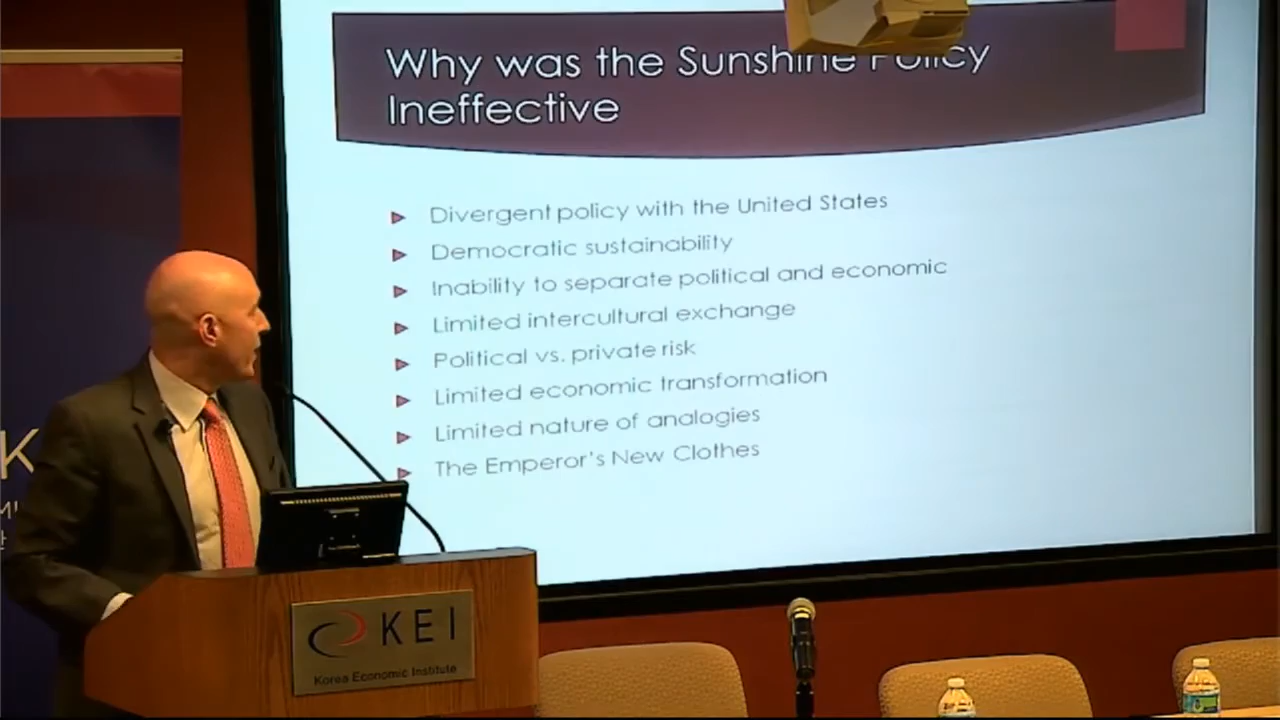 Why was the Sunshine Policy
Ineffective
Divergent policy with the United States
Democratic sustainability
Inability to separate political and economic
Limited intercultural exchange
Political vs. private risk
Limited economic transformation
Limited nature of analogies
The Emperor's New Clothes
K
KEI
Korea Economic Institute